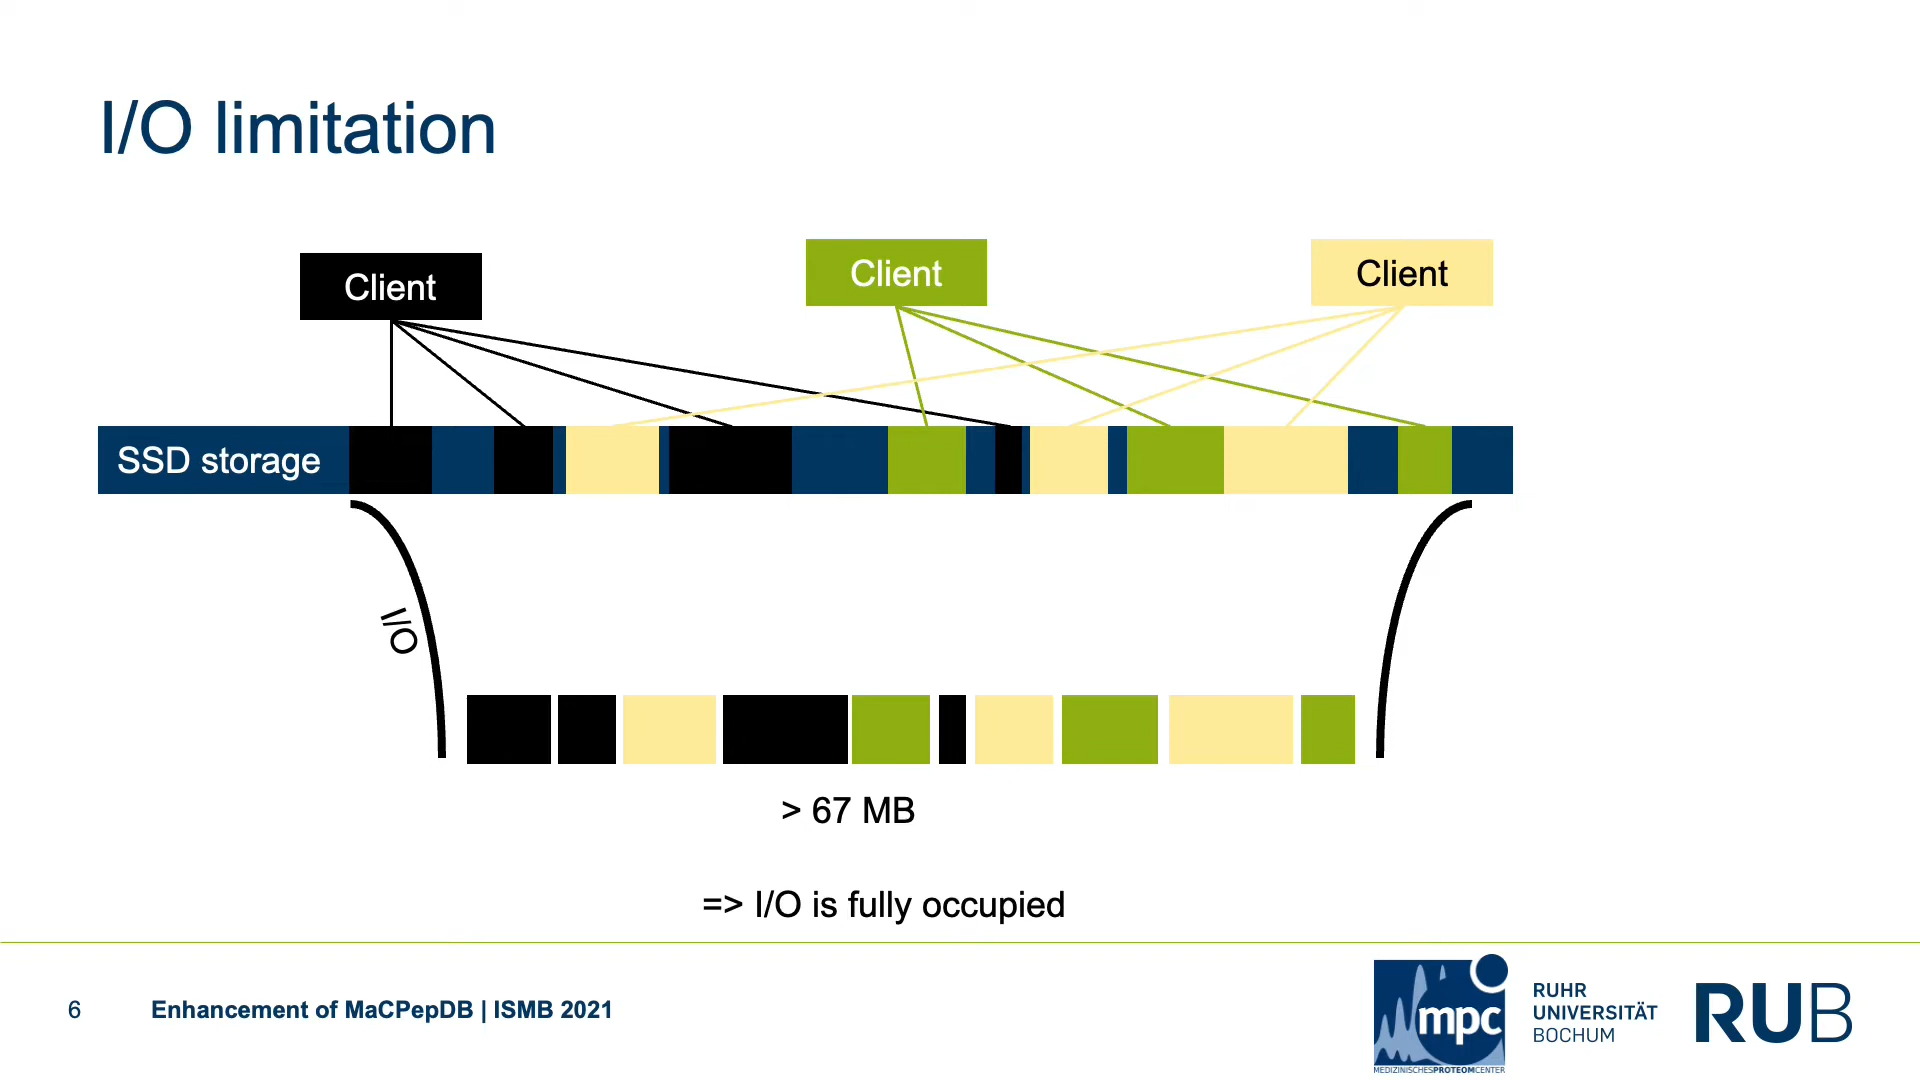 I/O limitation
Client
Client
Client
SSD storage
I/O
> 67 MB
=> I/O is fully occupied
6
Enhancement of MaCPepDB | ISMB 2021
mpc
MEDIZINISCHESPROTEOMCENTER
RUHR
UNIVERSITÄT
BOCHUM
RUB